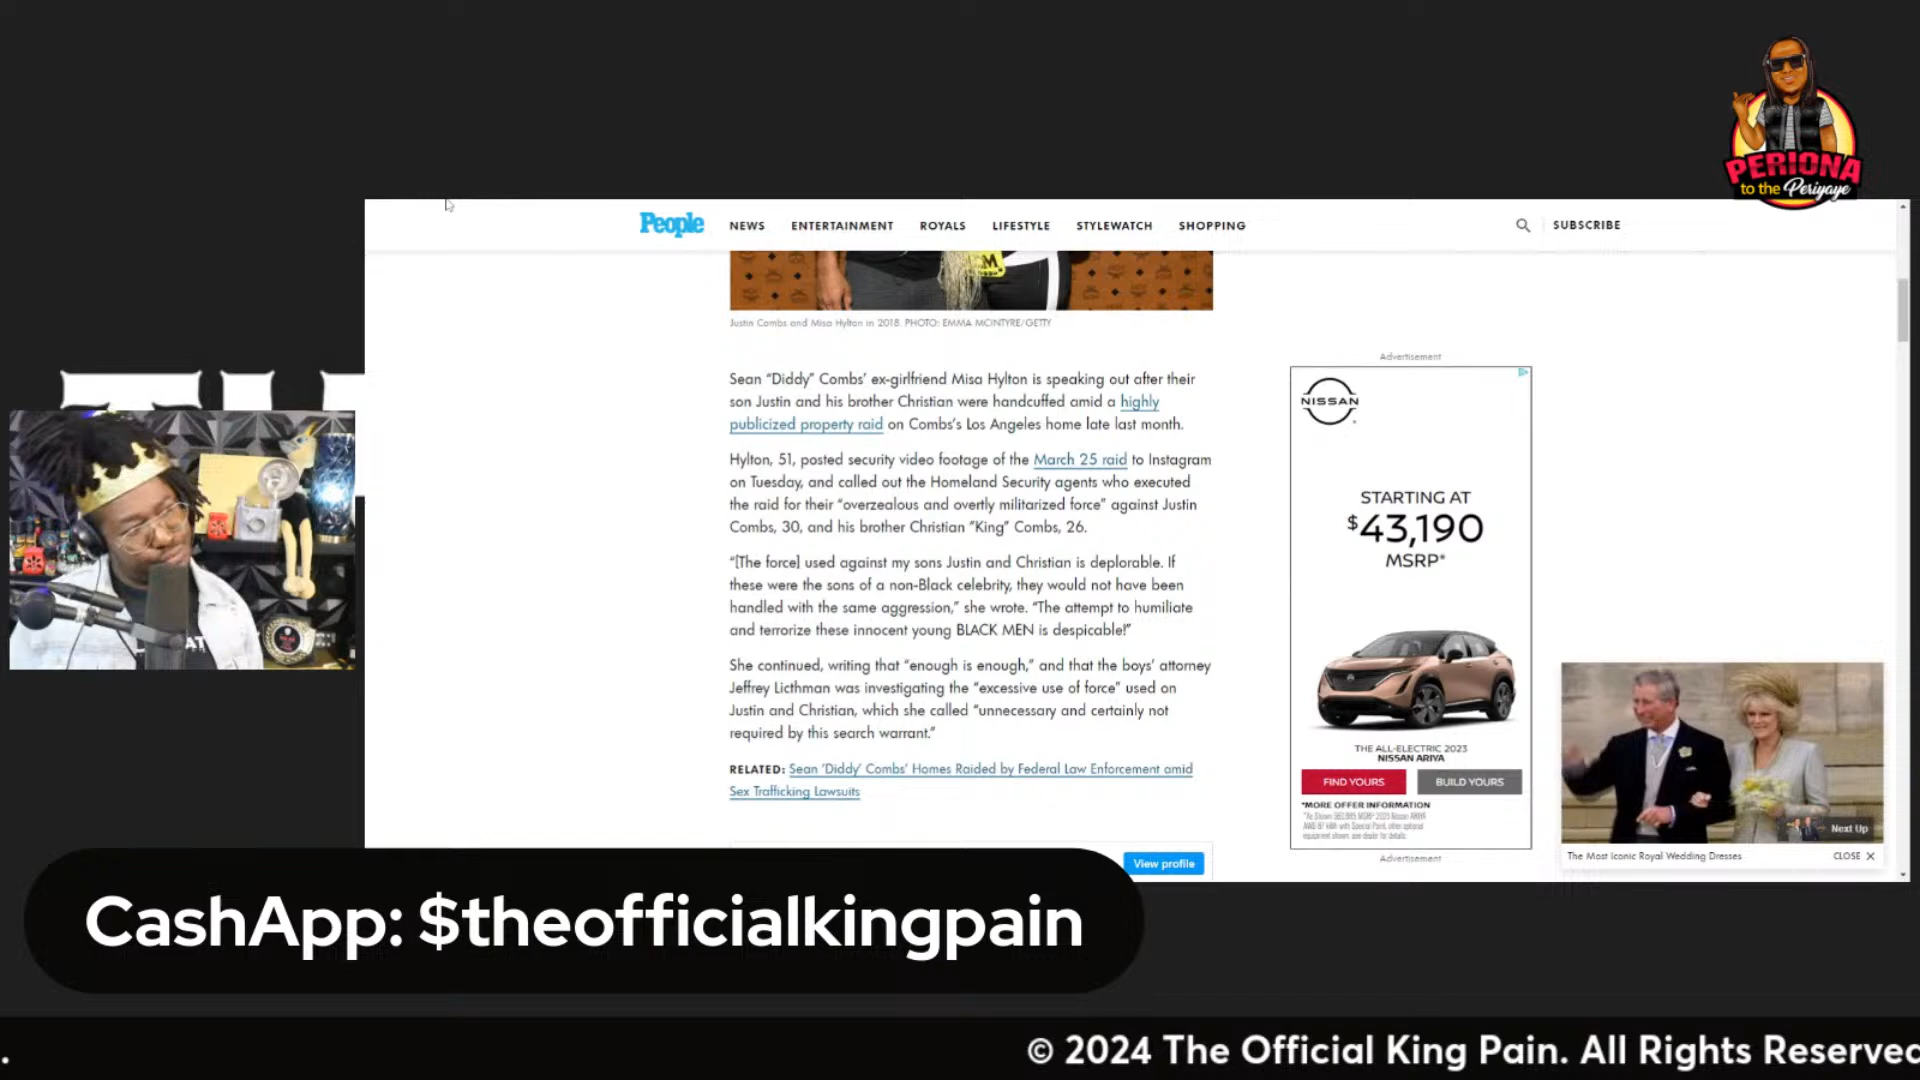 PERIONA
to the Periyaye
People
NEWS
ENTERTAINMENT
ROYALS
LIFESTYLE
STYLEWATCH
SHOPPING
SUBSCRIBE
Justin Combs and Misa Hylton in 2018. PHOTO: EMMA MCINTYRE/GETTY
Sean “Diddy” Combs’ ex-girlfriend Misa Hylton is speaking out after their
son Justin and his brother Christian were handcuffed amid a highly
publicized property raid on Combs’s Los Angeles home late last month.
Hylton, 51, posted security video footage of the March 25 raid to Instagram
on Tuesday, and called out the Homeland Security agents who executed
the raid for their “overzealous and overtly militarized force” against Justin
Combs, 30, and his brother Christian “King” Combs, 26.
“[The force] used against my sons Justin and Christian is deplorable. If
these were the sons of a non-Black celebrity, they would not have been
handled with the same aggression,” she wrote. “The attempt to humiliate
and terrorize these innocent young BLACK MEN is despicable!”
She continued, writing that “enough is enough,” and that the boys’ attorney
Jeffrey Licthman was investigating the “excessive use of force” used on
Justin and Christian, which she called “unnecessary and certainly not
required by this search warrant.”
RELATED: Sean ‘Diddy’ Combs’ Homes Raided by Federal Law Enforcement amid
Sex Trafficking Lawsuits
View profile
Advertisement
NISSAN
STARTING AT
$43,190
MSRP*
THE ALL-ELECTRIC 2023
NISSAN ARIYA
FIND YOURS
BUILD YOURS
*MORE OFFER INFORMATION
Advertisement
Next Up
The Most Iconic Royal Wedding Dresses
CLOSE X
CashApp: $theofficialkingpain
. © 2024 The Official King Pain. All Rights Reserved